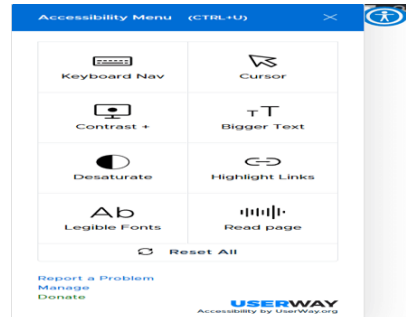 Accessibility Menu (CTRL+U)
Keyboard Nav
Cursor
Contrast +
TT
Bigger Text
Desaturate
Highlight Links
Ab
Legible Fonts
Read page
Reset All
Report a Problem
Manage
Donate
USERWAY
Accessibility by UserWay.org